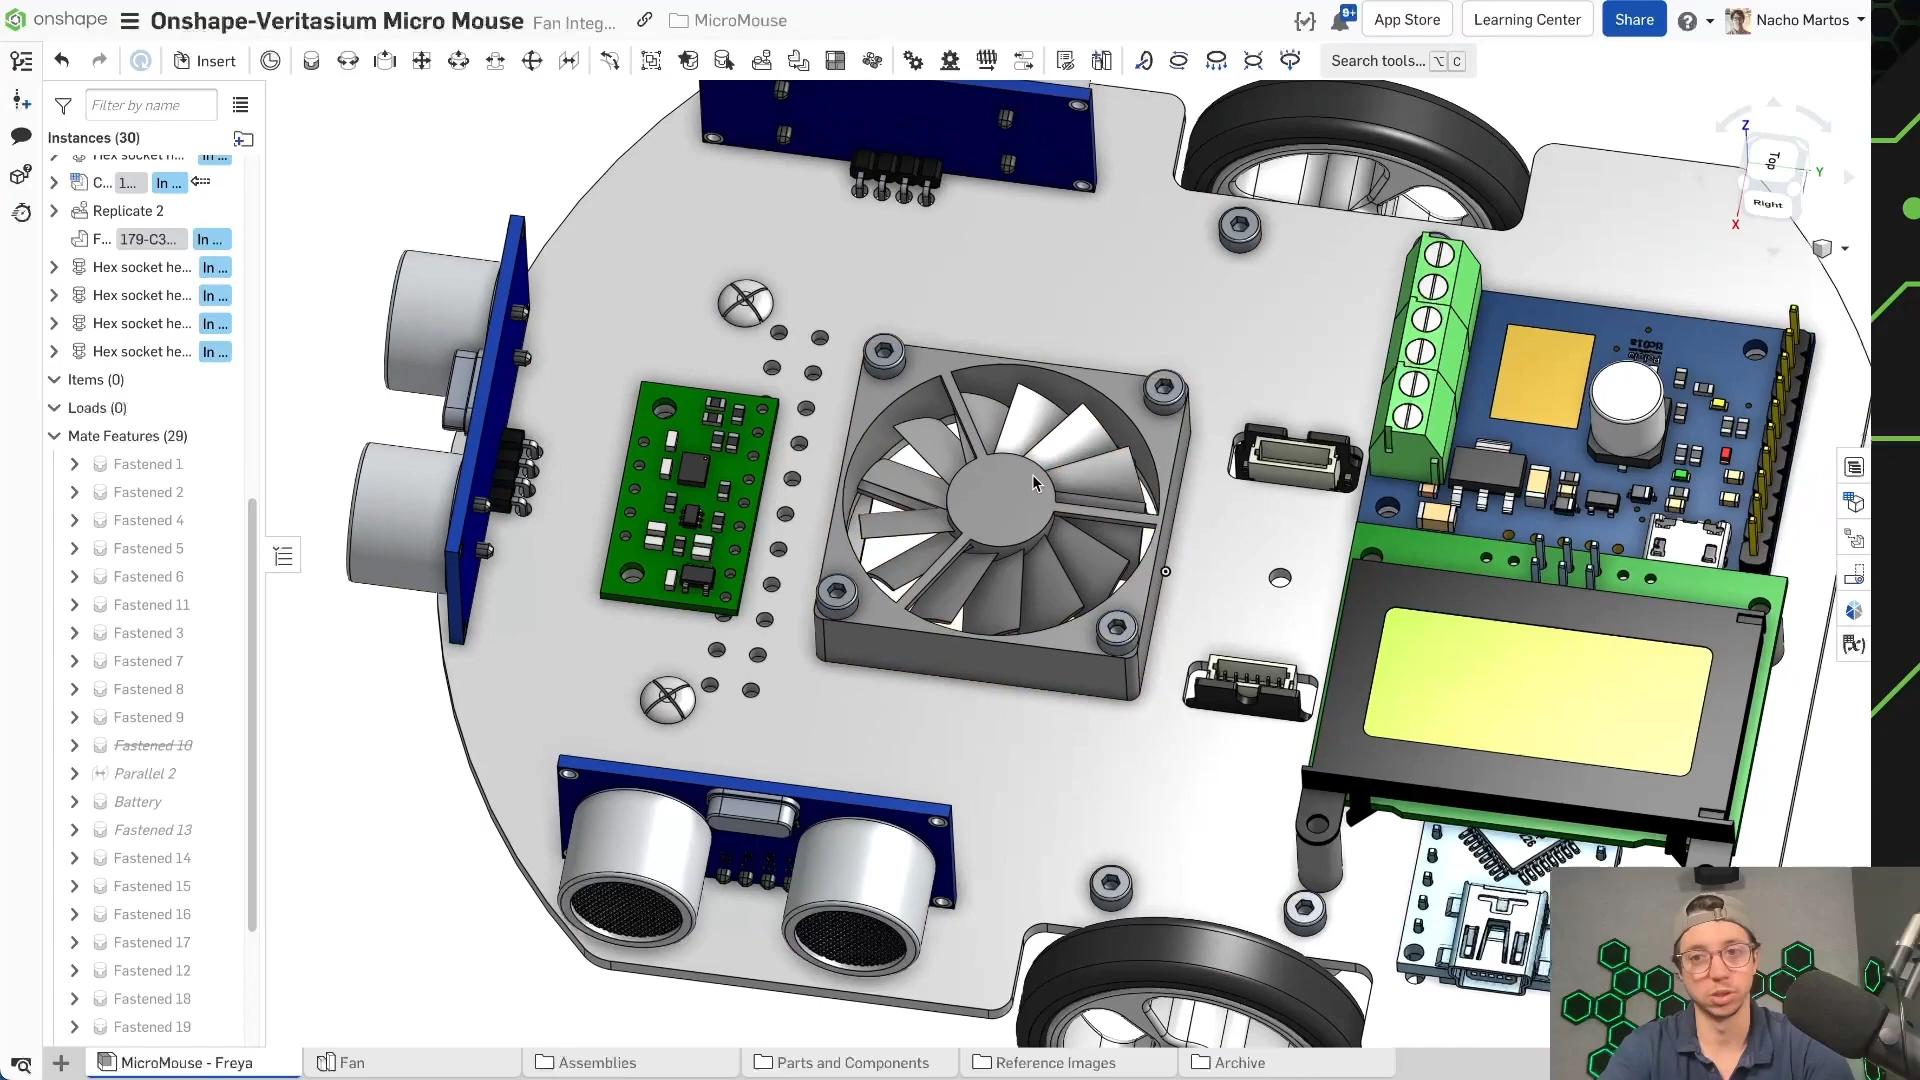 onshape
Onshape-Veritasium Micro Mouse
Fan Integ...
MicroMouse
9+
App Store
Learning Center
Share
Nacho Martos
Insert
Search tools...
⌥ C
Filter by name
Instances (30)
Hex socket h... In ...
C... 1... In ...
Replicate 2
F... 179-C3... In ...
Hex socket he... In ...
Hex socket he... In ...
Hex socket he... In ...
Hex socket he... In ...
Items (0)
Loads (0)
Mate Features (29)
Fastened 1
Fastened 2
Fastened 4
Fastened 5
Fastened 6
Fastened 11
Fastened 3
Fastened 7
Fastened 8
Fastened 9
Fastened 10
Parallel 2
Battery
Fastened 13
Fastened 14
Fastened 15
Fastened 16
Fastened 17
Fastened 12
Fastened 18
Fastened 19
Z
Top
Y
Right
X
MicroMouse - Freya
Fan
Assemblies
Parts and Components
Reference Images
Archive